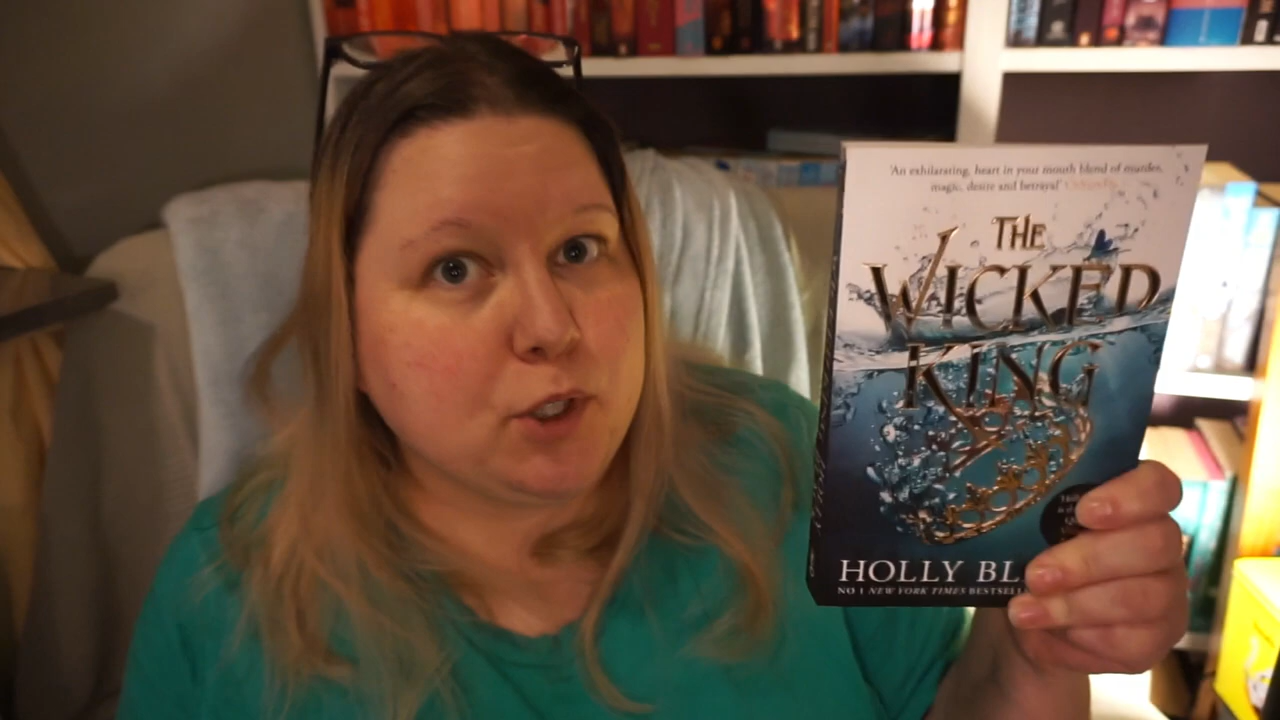 'An exhilarating, heart in your mouth blend of murder,
magic, desire and betrayal'
THE
WICKED
KING
HOLLY BL
NO 1 NEW YORK TIMES BESTSELL